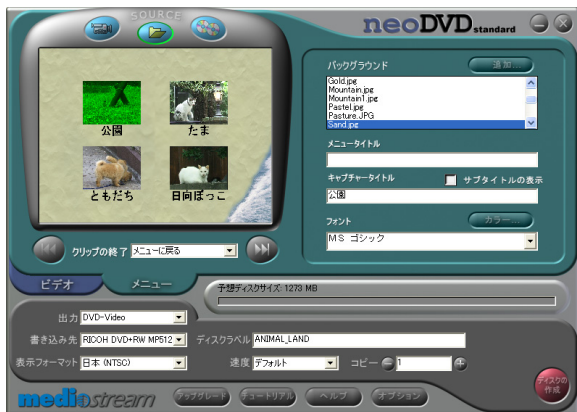 SOURCE
neoDVD standard
公園
たま
ともだち
日向ぼっこ
クリップの終了 メニューに戻る
バックグラウンド
追加...
Gold.jpg
Mountain.jpg
Mountain1.jpg
Pastel.jpg
Pasture.JPG
Sand.jpg
メニュータイトル
キャプチャータイトル
サブタイトルの表示
公園
フォント
カラー...
MS ゴシック
ビデオ
メニュー
予想ディスクサイズ: 1273 MB
出力 DVD-Video
書き込み先 RICOH DVD+RW MP512
ディスクラベル ANIMAL_LAND
表示フォーマット 日本 (NTSC)
速度 デフォルト
コピー 1
mediostream
アップグレード
チュートリアル
ヘルプ
オプション
ディスクの
作成